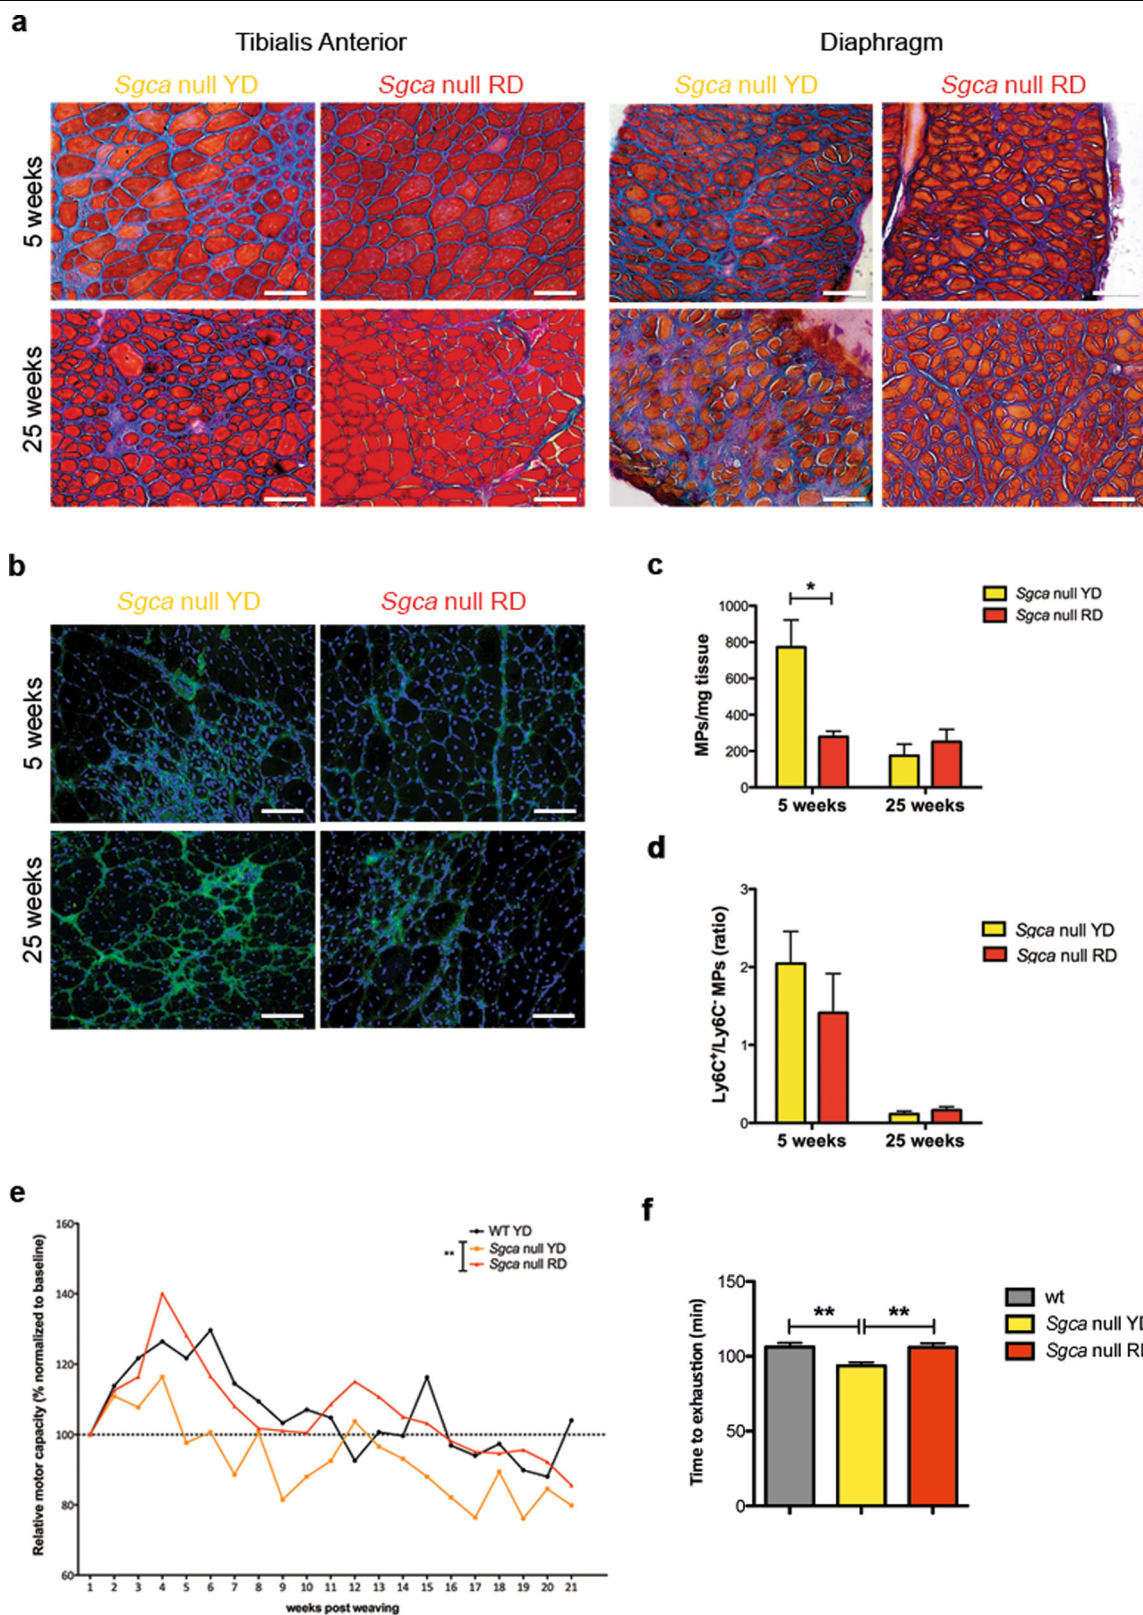 a
Tibialis Anterior
Diaphragm
Sgca null YD
Sgca null RD
Sgca null YD
Sgca null RD
5 weeks
25 weeks
b
Sgca null YD
Sgca null RD
5 weeks
25 weeks
c
MPs/mg tissue
1000
800
600
400
200
0
*
5 weeks
25 weeks
Sgca null YD
Sgca null RD
d
Ly6C+/Ly6C- MPs (ratio)
3
2
1
0
5 weeks
25 weeks
Sgca null YD
Sgca null RD
e
Relative motor capacity (% normalized to baseline)
160
140
120
100
80
60
WT YD
** Sgca null YD
Sgca null RD
1 2 3 4 5 6 7 8 9 10 11 12 13 14 15 16 17 18 19 20 21
weeks post weaving
f
Time to exhaustion (min)
150
100
50
0
** **
wt
Sgca null YD
Sgca null RD